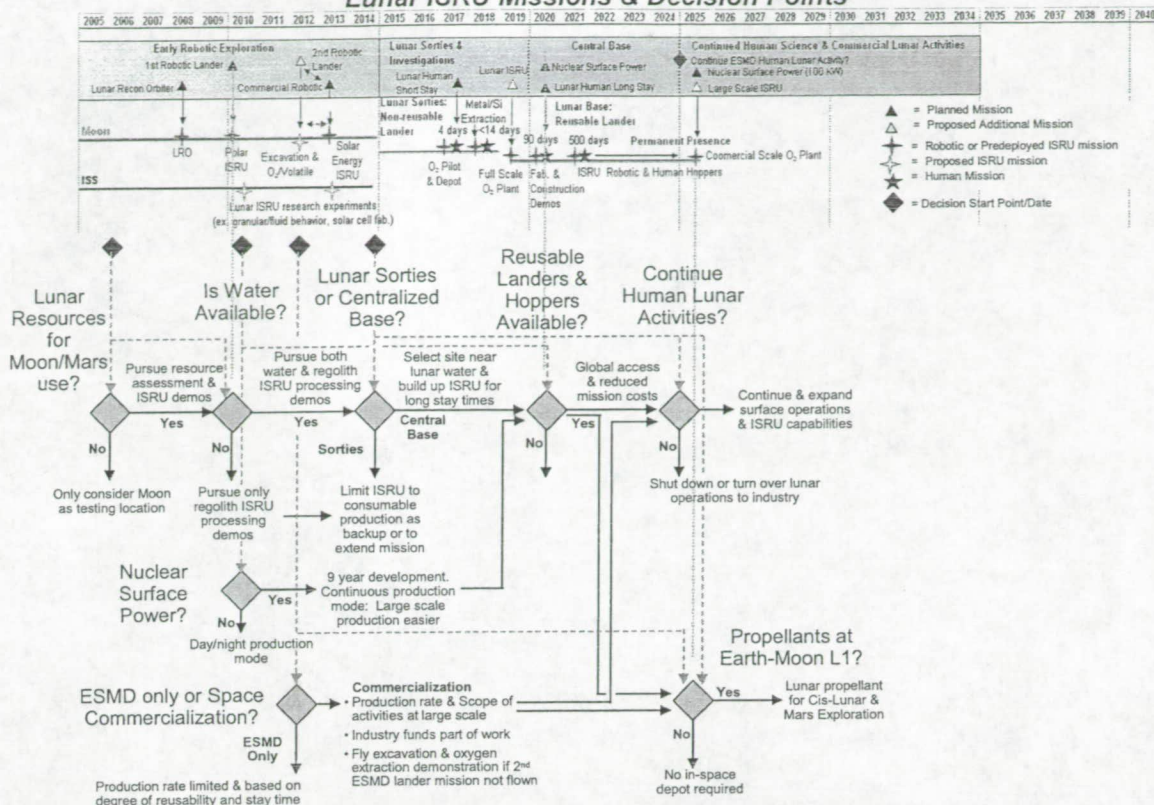 Lunar ISRU Missions & Decision Points
2005 2006 2007 2008 2009 2010 2011 2012 2013 2014 2015 2016 2017 2018 2019 2020 2021 2022 2023 2024 2025 2026 2027 2028 2029 2030 2031 2032 2033 2034 2035 2036 2037 2038 2039 2040
Early Robotic Exploration
1st Robotic Lander
2nd Robotic
Lander
Lunar Recon Orbiter
Commercial Robotic
Lunar Sorties &
Investigations
Lunar Human
Short Stay
Lunar ISRU
Central Base
Nuclear Surface Power
Lunar Human Long Stay
Continued Human Science & Commercial Lunar Activities
Continue ESMD Human Lunar Activity?
Nuclear Surface Power (100 KW)
Large Scale ISRU
Moon
LRO
Polar
ISRU
Excavation &
O2/Volatile
Solar
Energy
ISRU
Lunar Sorties:
Non-reusable
Lander
Metal/Si
Extraction
4 days
<14 days
O2 Pilot
& Depot
Full Scale
O2 Plant
Lunar Base:
Reusable Lander
90 days
500 days
Fab. &
Construction
Demos
ISRU Robotic & Human Hoppers
Permanent Presence
Coomercial Scale O2 Plant
ISS
Lunar ISRU research experiments
(ex. granular/fluid behavior, solar cell fab.)
= Planned Mission
= Proposed Additional Mission
= Robotic or Predeployed ISRU mission
= Proposed ISRU mission
= Human Mission
= Decision Start Point/Date
Lunar
Resources
for
Moon/Mars
use?
Is Water
Available?
Lunar Sorties
or Centralized
Base?
Reusable
Landers &
Hoppers
Available?
Continue
Human Lunar
Activities?
Pursue resource
assessment &
ISRU demos
Yes
No
Only consider Moon
as testing location
Pursue both
water & regolith
ISRU processing
demos
Yes
No
Pursue only
regolith ISRU
processing
demos
Select site near
lunar water &
build up ISRU for
long stay times
Central
Base
Sorties
Limit ISRU to
consumable
production as
backup or to
extend mission
Global access
& reduced
mission costs
Yes
No
Continue & expand
surface operations
& ISRU capabilities
No
Shut down or turn over lunar
operations to industry
Nuclear
Surface
Power?
Yes
9 year development.
Continuous production
mode: Large scale
production easier
No
Day/night production
mode
ESMD only or Space
Commercialization?
Commercialization
• Production rate & Scope of
activities at large scale
• Industry funds part of work
• Fly excavation & oxygen
extraction demonstration if 2nd
ESMD lander mission not flown
ESMD
Only
Production rate limited & based on
degree of reusability and stay time
Propellants at
Earth-Moon L1?
Yes
Lunar propellant
for Cis-Lunar &
Mars Exploration
No
No in-space
depot required